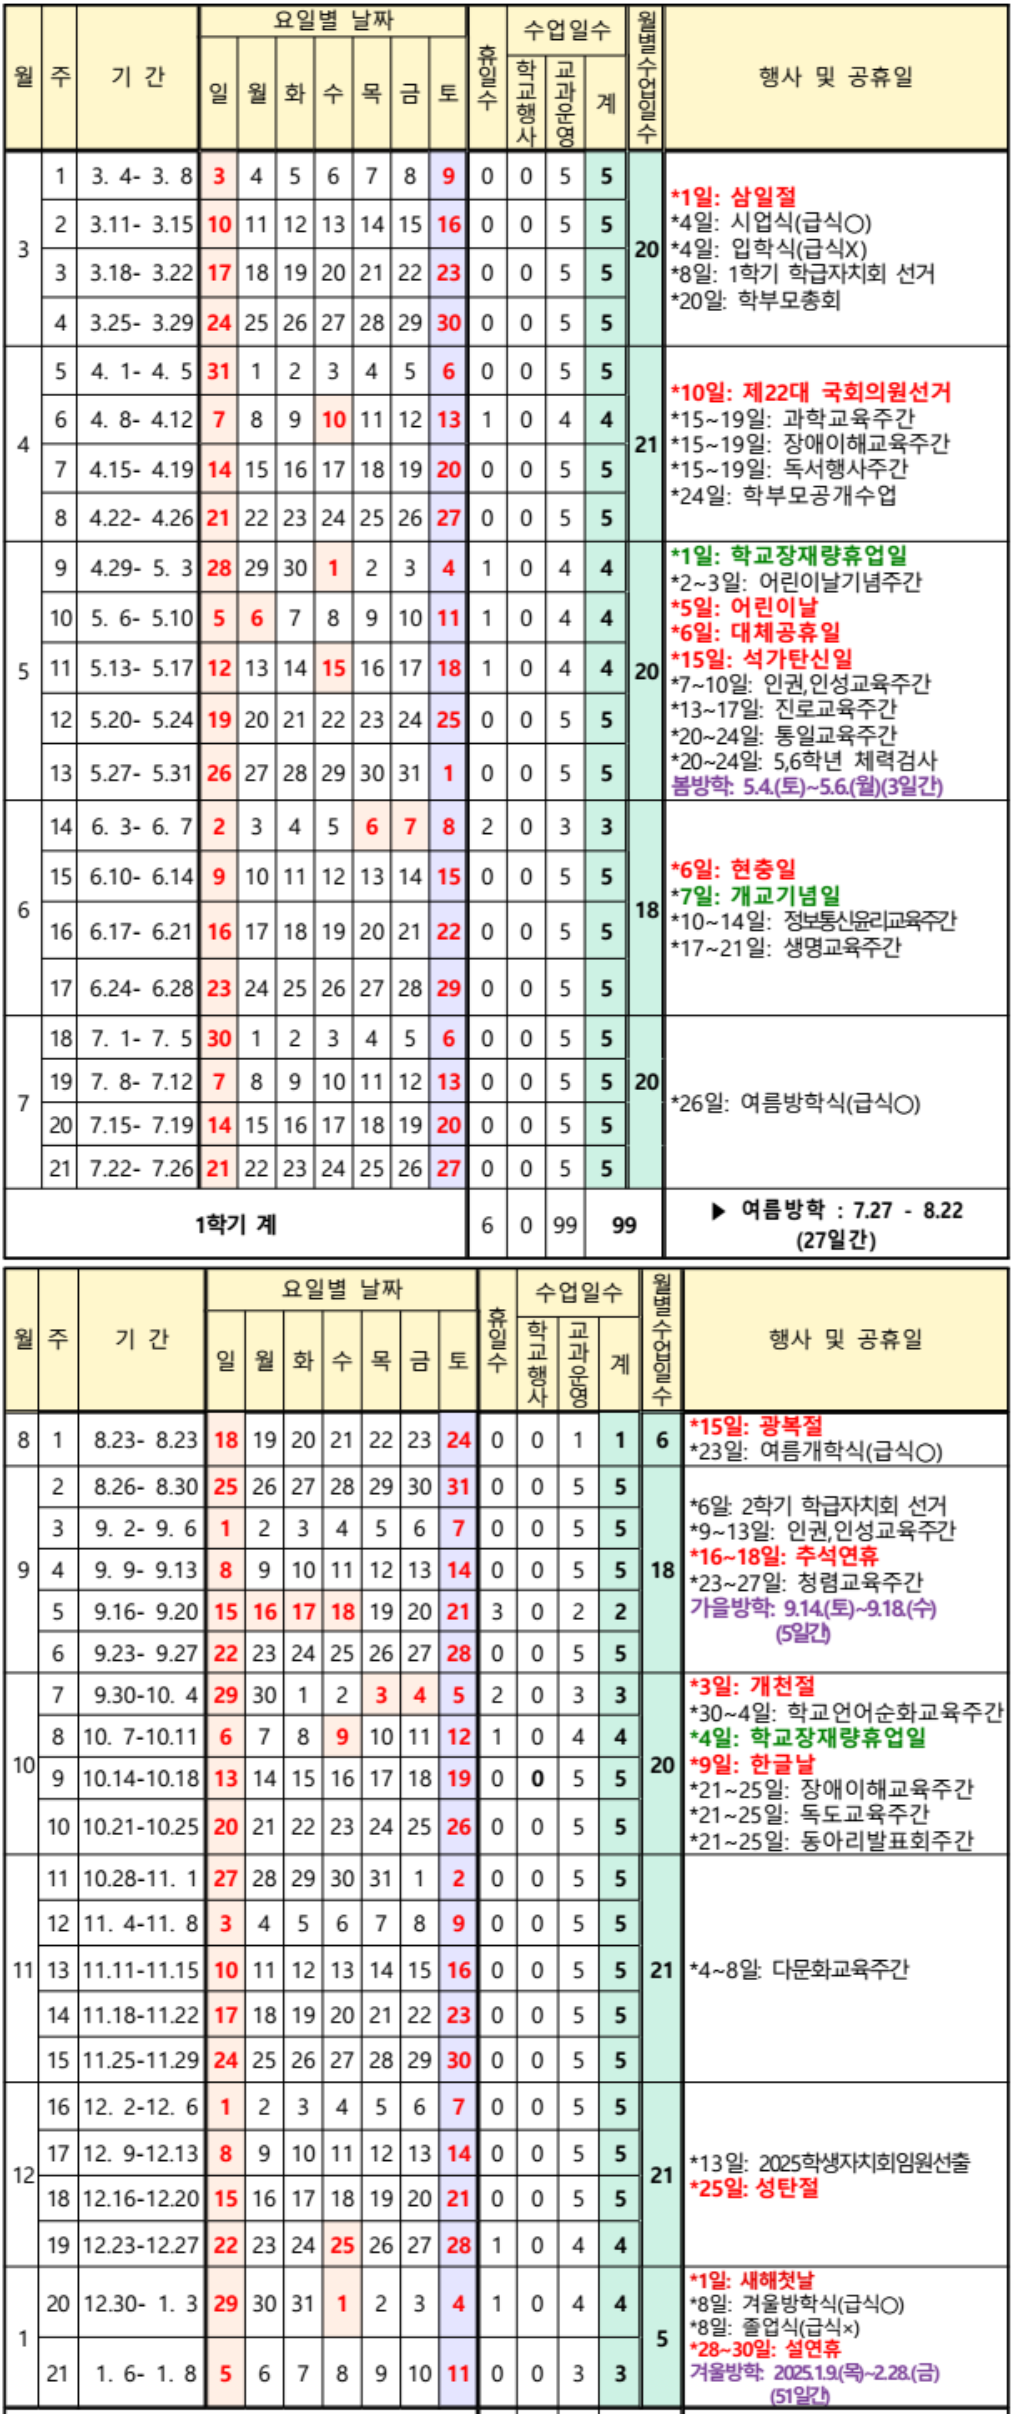 월 주 기 간 요일별 날짜 휴일수 수업일수 월별수업일수 행사 및 공휴일
일 월 화 수 목 금 토 학교행사 교과운영 계
3
1 3. 4- 3. 8 3 4 5 6 7 8 9 0 0 5 5
2 3.11- 3.15 10 11 12 13 14 15 16 0 0 5 5
3 3.18- 3.22 17 18 19 20 21 22 23 0 0 5 5
4 3.25- 3.29 24 25 26 27 28 29 30 0 0 5 5
20
*1일: 삼일절
*4일: 시업식(급식○)
*4일: 입학식(급식X)
*8일: 1학기 학급자치회 선거
*20일: 학부모총회
4
5 4. 1- 4. 5 31 1 2 3 4 5 6 0 0 5 5
6 4. 8- 4.12 7 8 9 10 11 12 13 1 0 4 4
7 4.15- 4.19 14 15 16 17 18 19 20 0 0 5 5
8 4.22- 4.26 21 22 23 24 25 26 27 0 0 5 5
21
*10일: 제22대 국회의원선거
*15~19일: 과학교육주간
*15~19일: 장애이해교육주간
*15~19일: 독서행사주간
*24일: 학부모공개수업
5
9 4.29- 5. 3 28 29 30 1 2 3 4 1 0 4 4
10 5. 6- 5.10 5 6 7 8 9 10 11 1 0 4 4
11 5.13- 5.17 12 13 14 15 16 17 18 1 0 4 4
12 5.20- 5.24 19 20 21 22 23 24 25 0 0 5 5
13 5.27- 5.31 26 27 28 29 30 31 1 0 0 5 5
20
*1일: 학교장재량휴업일
*2~3일: 어린이날기념주간
*5일: 어린이날
*6일: 대체공휴일
*15일: 석가탄신일
*7~10일: 인권,인성교육주간
*13~17일: 진로교육주간
*20~24일: 통일교육주간
*20~24일: 5,6학년 체력검사
봄방학: 5.4.(토)~5.6.(월)(3일간)
6
14 6. 3- 6. 7 2 3 4 5 6 7 8 2 0 3 3
15 6.10- 6.14 9 10 11 12 13 14 15 0 0 5 5
16 6.17- 6.21 16 17 18 19 20 21 22 0 0 5 5
17 6.24- 6.28 23 24 25 26 27 28 29 0 0 5 5
18
*6일: 현충일
*7일: 개교기념일
*10~14일: 정보통신윤리교육주간
*17~21일: 생명교육주간
7
18 7. 1- 7. 5 30 1 2 3 4 5 6 0 0 5 5
19 7. 8- 7.12 7 8 9 10 11 12 13 0 0 5 5
20 7.15- 7.19 14 15 16 17 18 19 20 0 0 5 5
21 7.22- 7.26 21 22 23 24 25 26 27 0 0 5 5
20
*26일: 여름방학식(급식○)
1학기 계 6 0 99 99
▶ 여름방학 : 7.27 - 8.22
(27일간)
월 주 기 간 요일별 날짜 휴일수 수업일수 월별수업일수 행사 및 공휴일
일 월 화 수 목 금 토 학교행사 교과운영 계
8
1 8.23- 8.23 18 19 20 21 22 23 24 0 0 1 1
6
*15일: 광복절
*23일: 여름개학식(급식○)
9
2 8.26- 8.30 25 26 27 28 29 30 31 0 0 5 5
3 9. 2- 9. 6 1 2 3 4 5 6 7 0 0 5 5
4 9. 9- 9.13 8 9 10 11 12 13 14 0 0 5 5
5 9.16- 9.20 15 16 17 18 19 20 21 3 0 2 2
6 9.23- 9.27 22 23 24 25 26 27 28 0 0 5 5
18
*6일: 2학기 학급자치회 선거
*9~13일: 인권,인성교육주간
*16~18일: 추석연휴
*23~27일: 청렴교육주간
가을방학: 9.14.(토)~9.18.(수)
(5일간)
10
7 9.30-10. 4 29 30 1 2 3 4 5 2 0 3 3
8 10. 7-10.11 6 7 8 9 10 11 12 1 0 4 4
9 10.14-10.18 13 14 15 16 17 18 19 0 0 5 5
10 10.21-10.25 20 21 22 23 24 25 26 0 0 5 5
20
*3일: 개천절
*30~4일: 학교언어순화교육주간
*4일: 학교장재량휴업일
*9일: 한글날
*21~25일: 장애이해교육주간
*21~25일: 독도교육주간
*21~25일: 동아리발표회주간
11
11 10.28-11. 1 27 28 29 30 31 1 2 0 0 5 5
12 11. 4-11. 8 3 4 5 6 7 8 9 0 0 5 5
13 11.11-11.15 10 11 12 13 14 15 16 0 0 5 5
14 11.18-11.22 17 18 19 20 21 22 23 0 0 5 5
15 11.25-11.29 24 25 26 27 28 29 30 0 0 5 5
21
*4~8일: 다문화교육주간
12
16 12. 2-12. 6 1 2 3 4 5 6 7 0 0 5 5
17 12. 9-12.13 8 9 10 11 12 13 14 0 0 5 5
18 12.16-12.20 15 16 17 18 19 20 21 0 0 5 5
19 12.23-12.27 22 23 24 25 26 27 28 1 0 4 4
21
*13일: 2025학생자치회임원선출
*25일: 성탄절
1
20 12.30- 1. 3 29 30 31 1 2 3 4 1 0 4 4
21 1. 6- 1. 8 5 6 7 8 9 10 11 0 0 3 3
5
*1일: 새해첫날
*8일: 겨울방학식(급식○)
*8일: 졸업식(급식×)
*28~30일: 설연휴
겨울방학: 2025.1.9.(목)~2.28.(금)
(51일간)